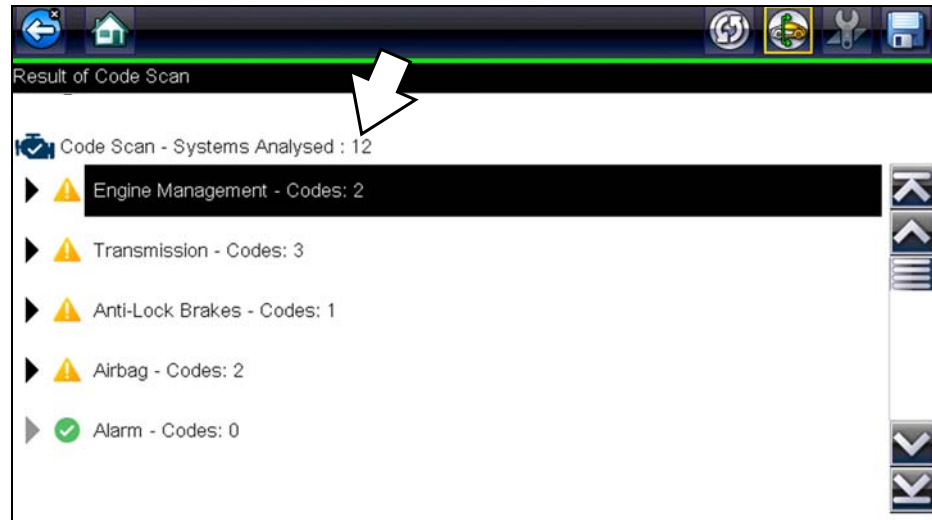 Result of Code Scan
Code Scan - Systems Analysed : 12
Engine Management - Codes: 2
Transmission - Codes: 3
Anti-Lock Brakes - Codes: 1
Airbag - Codes: 2
Alarm - Codes: 0